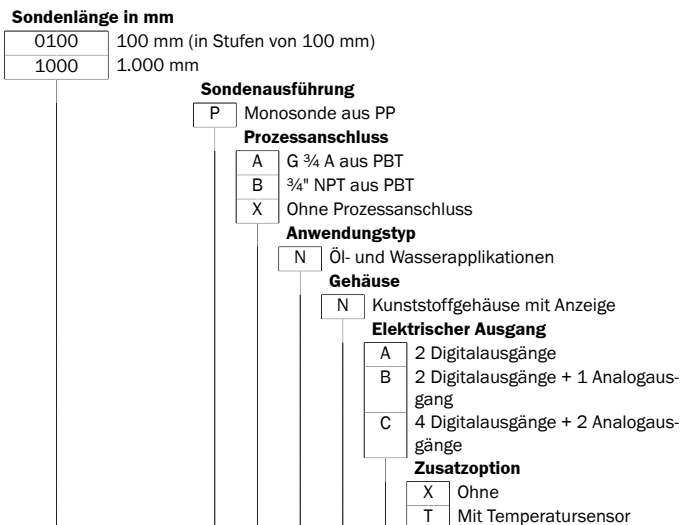 Sondenlänge in mm
0100 100 mm (in Stufen von 100 mm)
1000 1.000 mm
Sondenausführung
P Monosonde aus PP
Prozessanschluss
A G ¾ A aus PBT
B ¾" NPT aus PBT
X Ohne Prozessanschluss
Anwendungstyp
N Öl- und Wasserapplikationen
Gehäuse
N Kunststoffgehäuse mit Anzeige
Elektrischer Ausgang
A 2 Digitalausgänge
B 2 Digitalausgänge + 1 Analogaus-
gang
C 4 Digitalausgänge + 2 Analogaus-
gänge
Zusatzoption
X Ohne
T Mit Temperatursensor